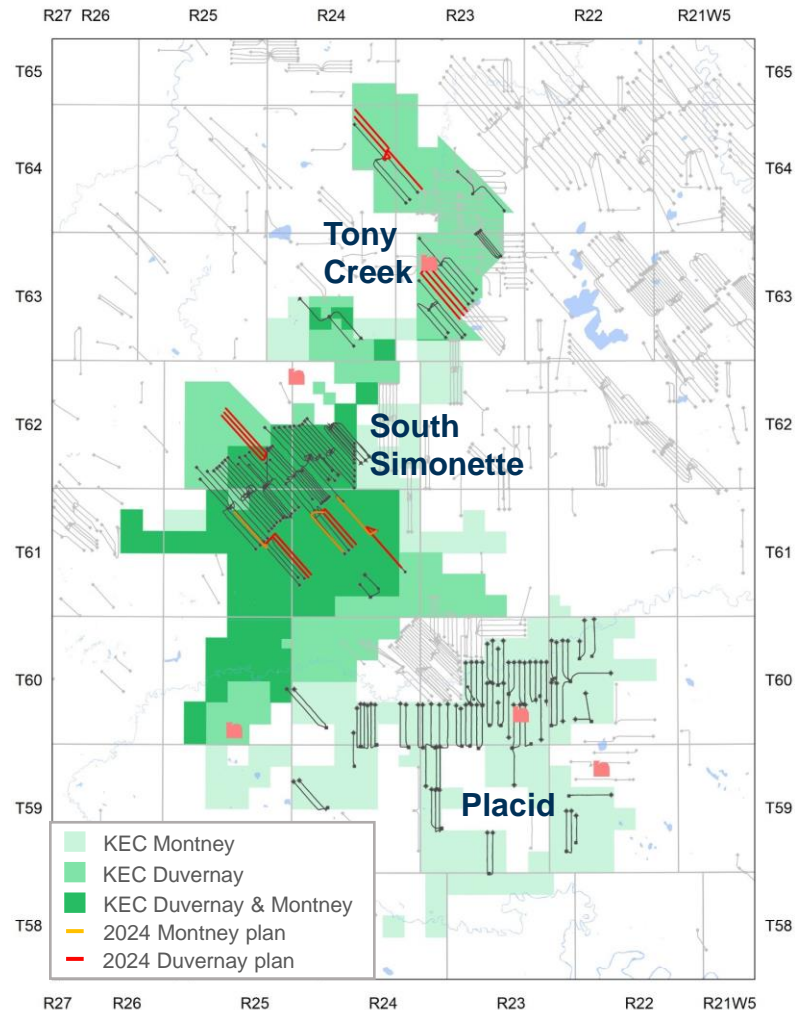 R27 R26 R25 R24 R23 R22 R21W5
T65 T65
T64 T64
Tony
Creek
T63 T63
T62 T62
South
Simonette
T61 T61
T60 T60
T59 T59
Placid
KEC Montney
KEC Duvernay
KEC Duvernay & Montney
2024 Montney plan
2024 Duvernay plan
T58 T58
R27 R26 R25 R24 R23 R22 R21W5